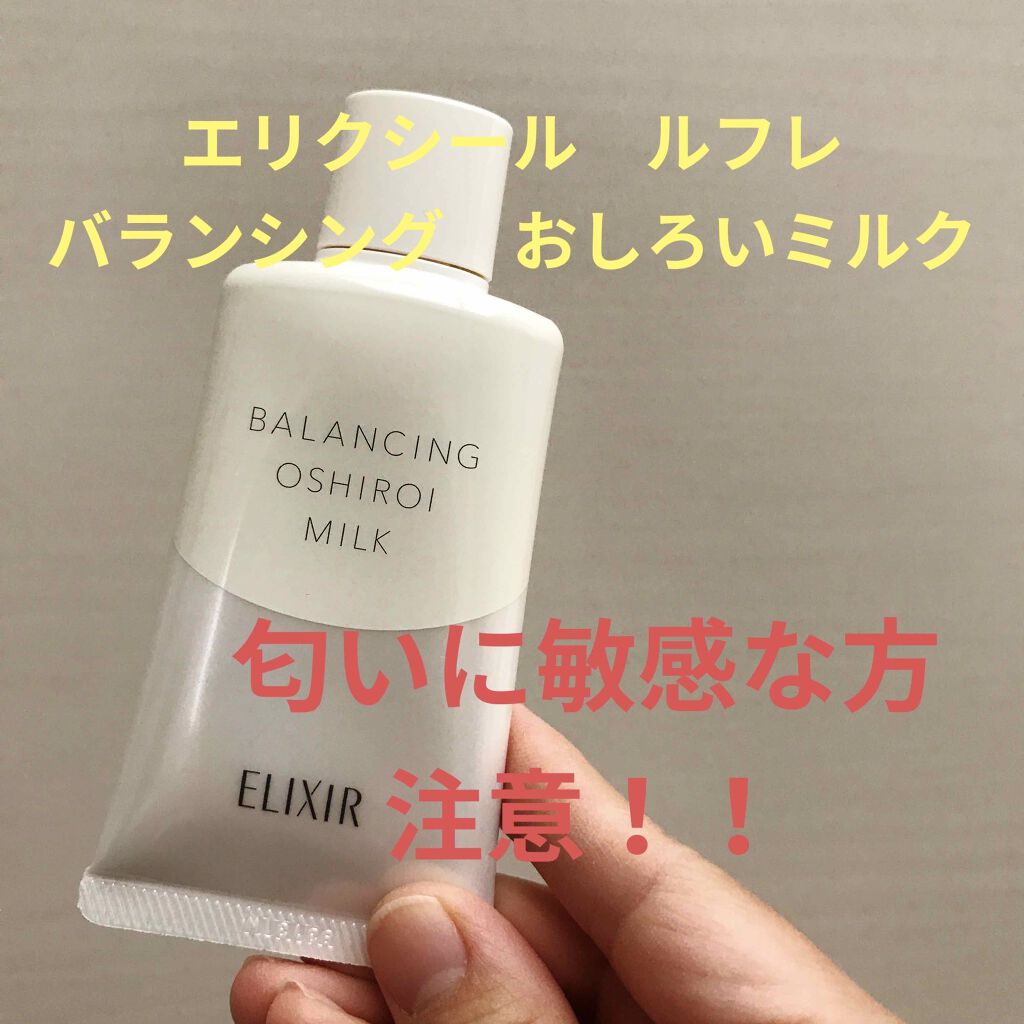 エリクシール　ルフレ
バランシング　おしろいミルク
BALANCING
OSHIROI
MILK
匂いに敏感な方
ELIXIR
注意！！